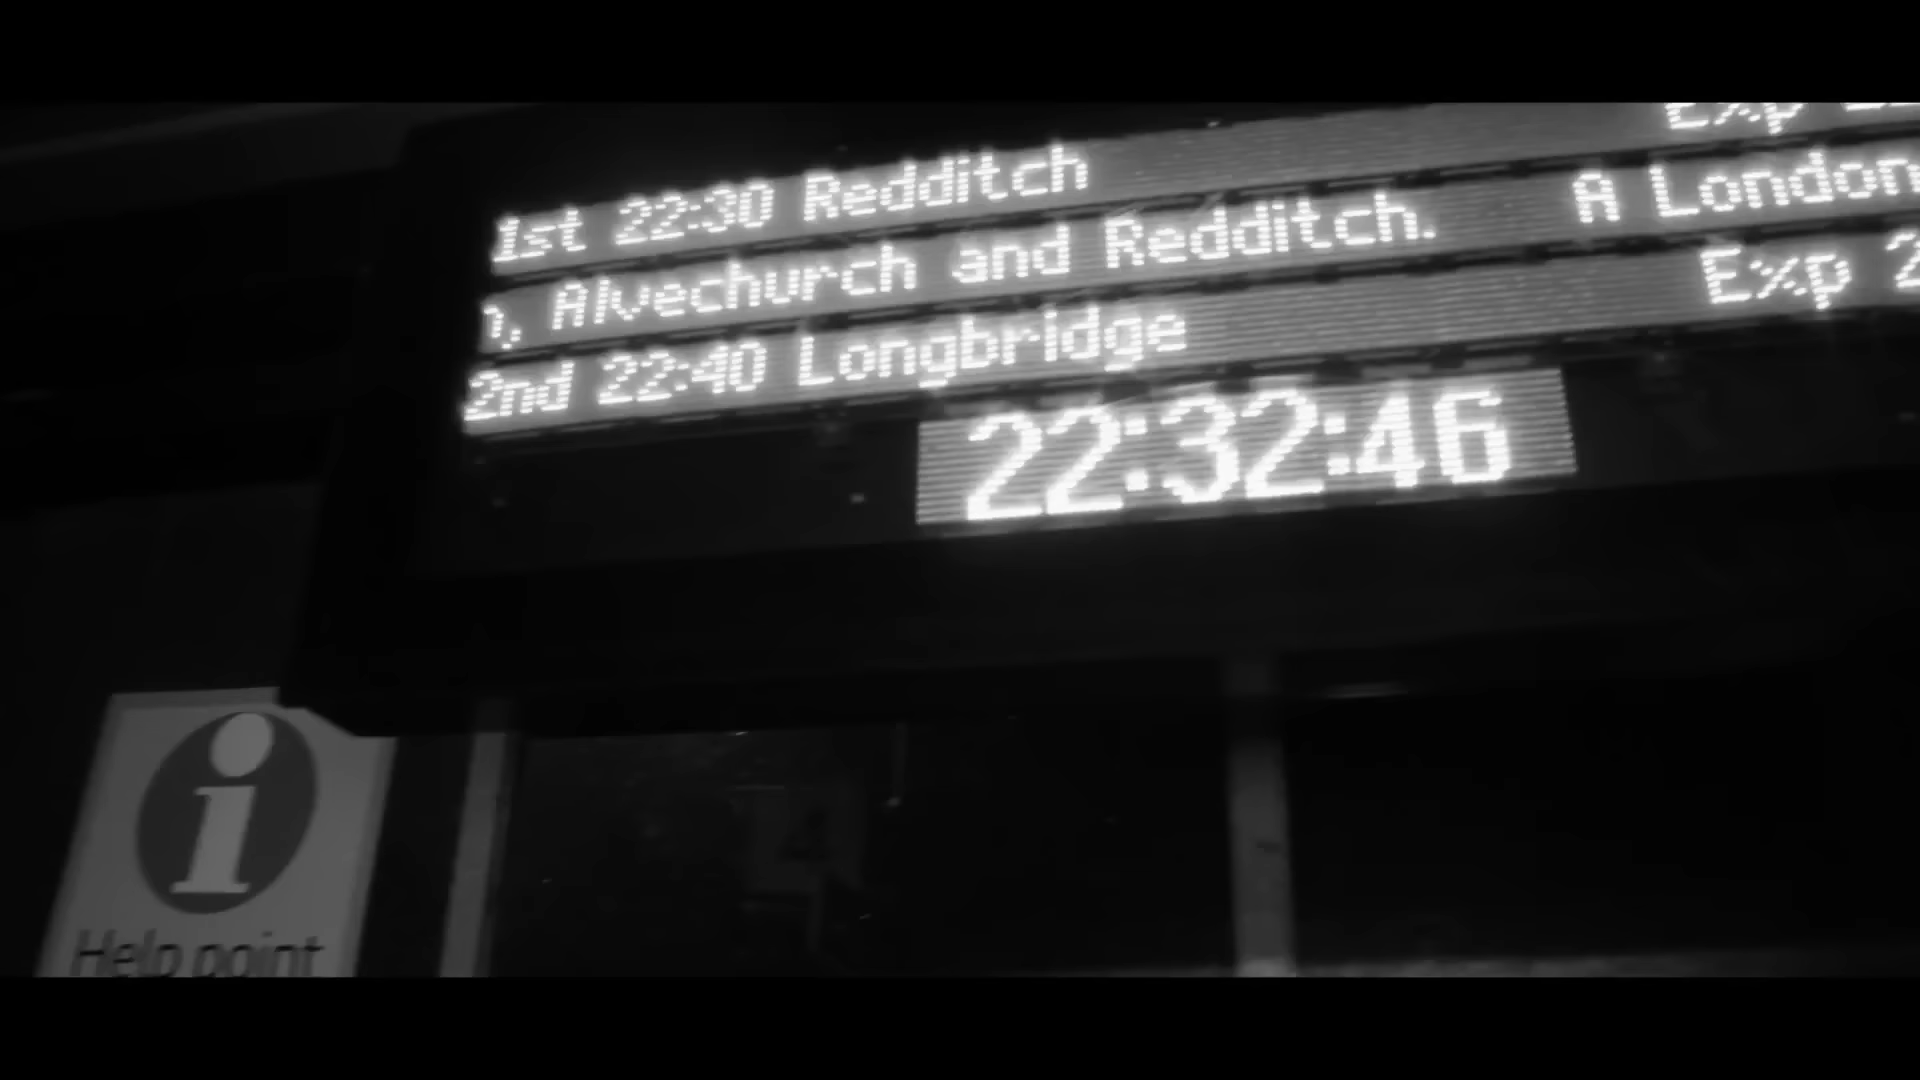 1st 22:30 Redditch Exp
, Alvechurch and Redditch. A London
2nd 22:40 Longbridge Exp 2
22:32:46
i
Help point